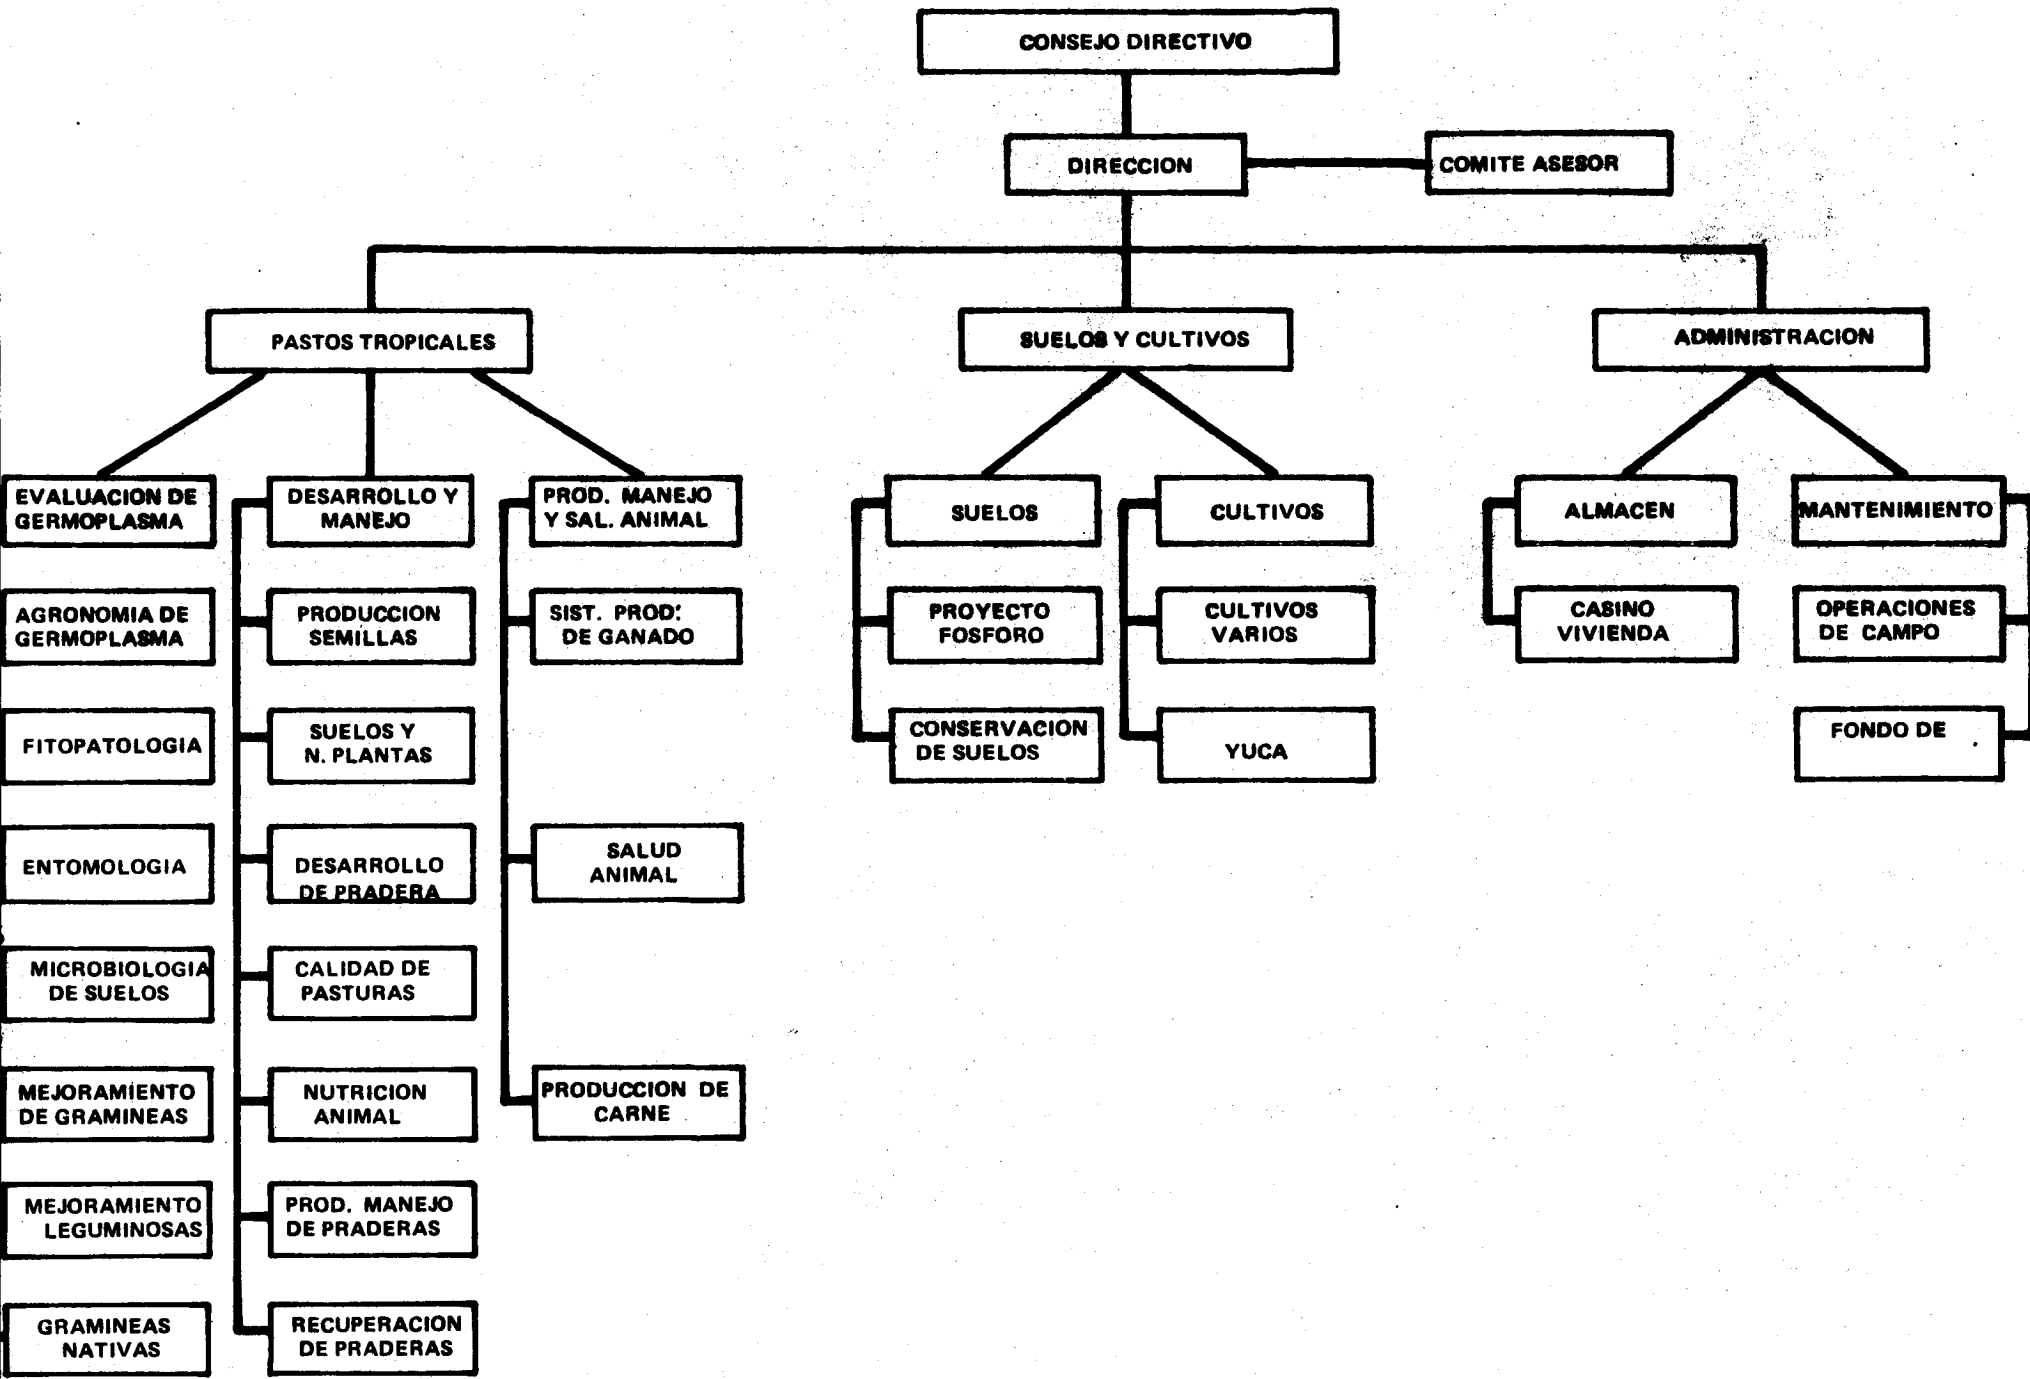 CONSEJO DIRECTIVO
DIRECCION
COMITE ASESOR
PASTOS TROPICALES
SUELOS Y CULTIVOS
ADMINISTRACION
EVALUACION DE
GERMOPLASMA
AGRONOMIA DE
GERMOPLASMA
FITOPATOLOGIA
ENTOMOLOGIA
MICROBIOLOGIA
DE SUELOS
MEJORAMIENTO
DE GRAMINEAS
MEJORAMIENTO
LEGUMINOSAS
GRAMINEAS
NATIVAS
DESARROLLO Y
MANEJO
PRODUCCION
SEMILLAS
SUELOS Y
N. PLANTAS
DESARROLLO
DE PRADERA
CALIDAD DE
PASTURAS
NUTRICION
ANIMAL
PROD. MANEJO
DE PRADERAS
RECUPERACION
DE PRADERAS
PROD. MANEJO
Y SAL. ANIMAL
SIST. PROD.
DE GANADO
SALUD
ANIMAL
PRODUCCION DE
CARNE
SUELOS
PROYECTO
FOSFORO
CONSERVACION
DE SUELOS
CULTIVOS
CULTIVOS
VARIOS
YUCA
ALMACEN
CASINO
VIVIENDA
MANTENIMIENTO
OPERACIONES
DE CAMPO
FONDO DE